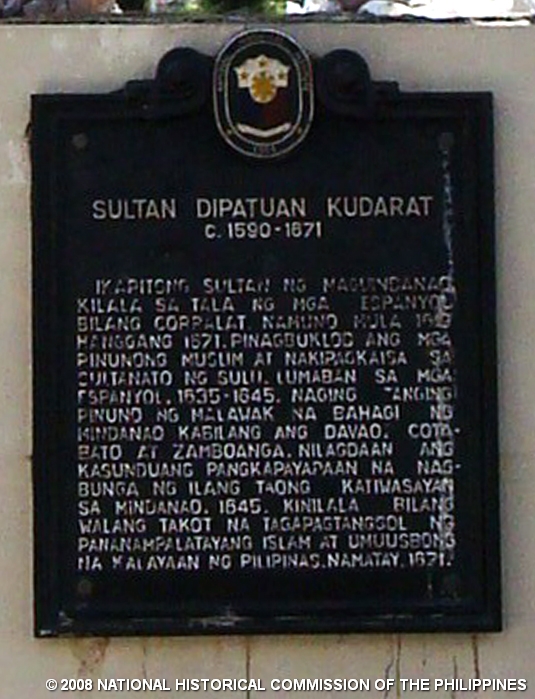 SULTAN DIPATUAN KUDARAT
C. 1590-1671
IKAPITONG SULTAN NG MAGUINDANAO
KILALA SA TALA NG MGA ESPANYOL
BILANG CORRALAT. NAMUNO MULA
HANGGANG 1671. PINAGBUKLOD ANG MGA
PINUNONG MUSLIM AT NAKIPAGKAISA SA
SULTANATO NG SULU. LUMABAN SA MGA
ESPANYOL, 1635-1645. NAGING TANGING
PINUNO NG MALAWAK NA BAHAGI NG
MINDANAO KABILANG ANG DAVAO, COTA-
BATO AT ZAMBOANGA. NILAGDAAN ANG
KASUNDUANG PANGKAPAYAPAAN NA NAG-
BUNGA NG ILANG TAONG KATIWASAYAN
SA MINDANAO, 1645. KINILALA BILANG
WALANG TAKOT NA TAGAPAGTANGGOL NG
PANANAMPALATAYANG ISLAM AT UMUUSBONG
NA KALAYAAN NG PILIPINAS. NAMATAY, 1671.
© 2008 NATIONAL HISTORICAL COMMISSION OF THE PHILIPPINES